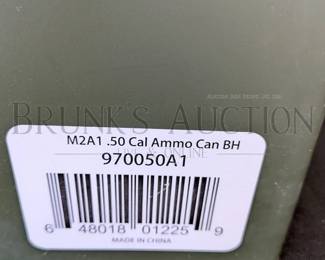 BRUNK'S AUCTION
M2A1 .50 Cal Ammo Can BH
970050A1
6 48018 01225 9
MADE IN CHINA